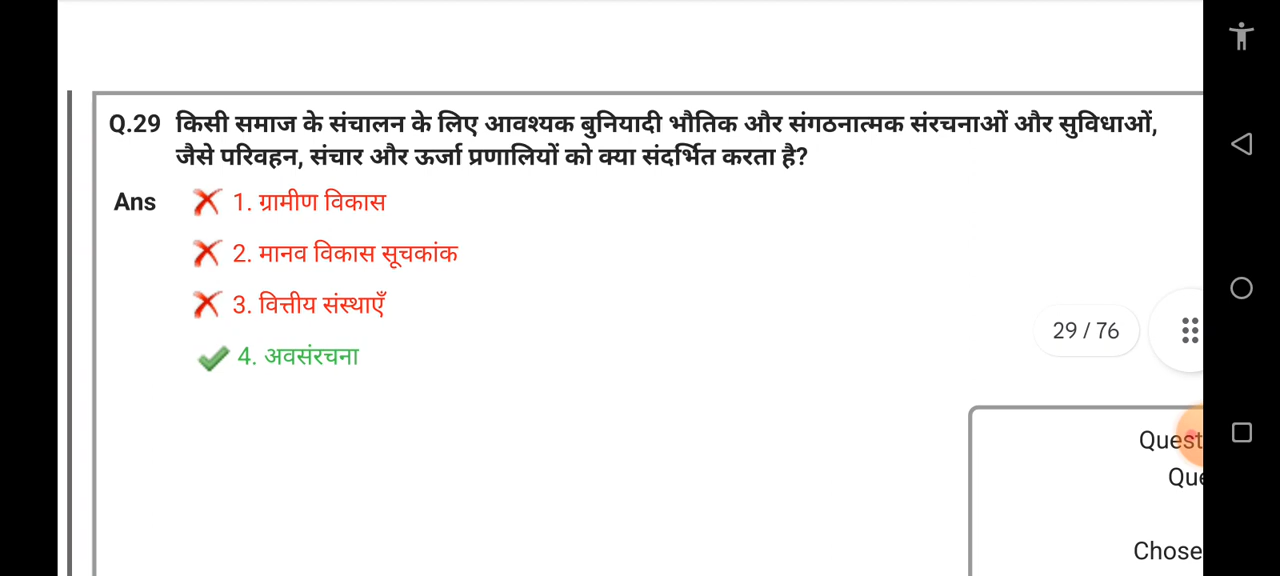 Q.29 किसी समाज के संचालन के लिए आवश्यक बुनियादी भौतिक और संगठनात्मक संरचनाओं और सुविधाओं,
जैसे परिवहन, संचार और ऊर्जा प्रणालियों को क्या संदर्भित करता है?
Ans 1. ग्रामीण विकास
2. मानव विकास सूचकांक
3. वित्तीय संस्थाएँ
4. अवसंरचना
29 / 76
Quest
Que
Chose